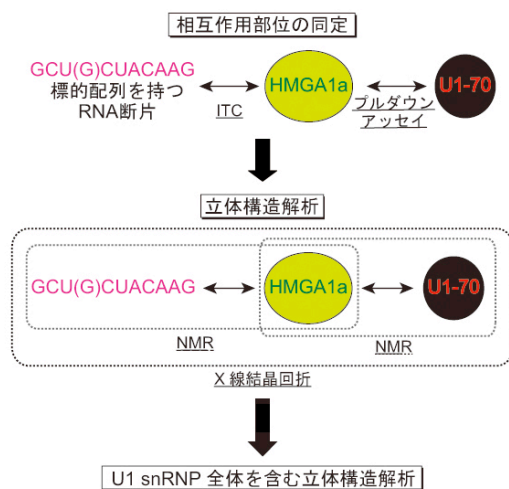 相互作用部位の同定
GCU(G)CUACAAG
標的配列を持つ
RNA断片
ITC
HMGA1a
プルダウン
アッセイ
U1-70
立体構造解析
GCU(G)CUACAAG
HMGA1a
U1-70
NMR
NMR
X 線結晶回折
U1 snRNP 全体を含む立体構造解析